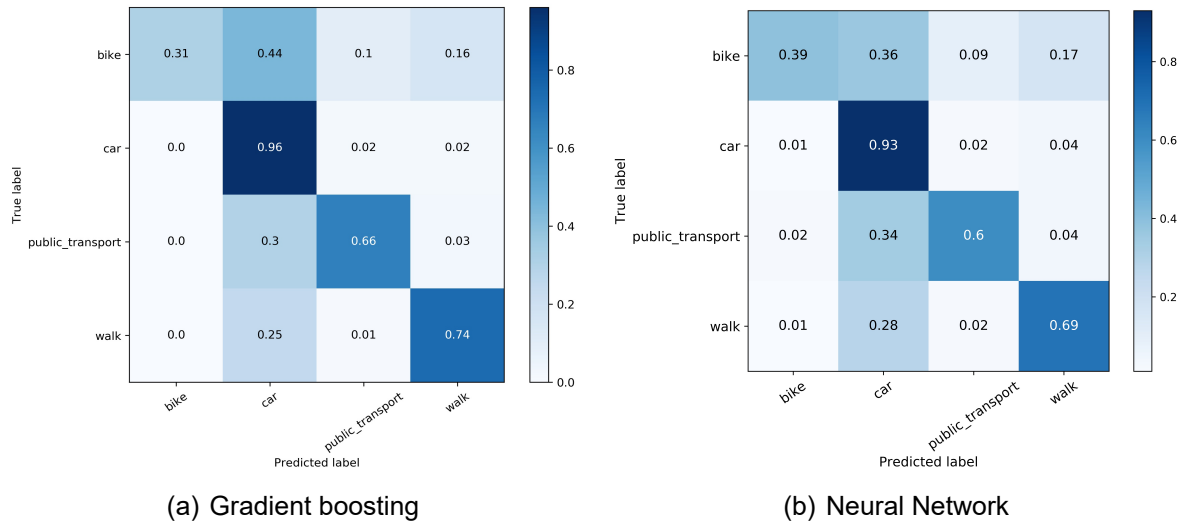 bike
0.31 0.44 0.1 0.16
car
0.0 0.96 0.02 0.02
public_transport
0.0 0.3 0.66 0.03
walk
0.0 0.25 0.01 0.74
True label
bike car public_transport walk
Predicted label
0.8
0.6
0.4
0.2
0.0
(a) Gradient boosting
bike
0.39 0.36 0.09 0.17
car
0.01 0.93 0.02 0.04
public_transport
0.02 0.34 0.6 0.04
walk
0.01 0.28 0.02 0.69
True label
bike car public_transport walk
Predicted label
0.8
0.6
0.4
0.2
(b) Neural Network